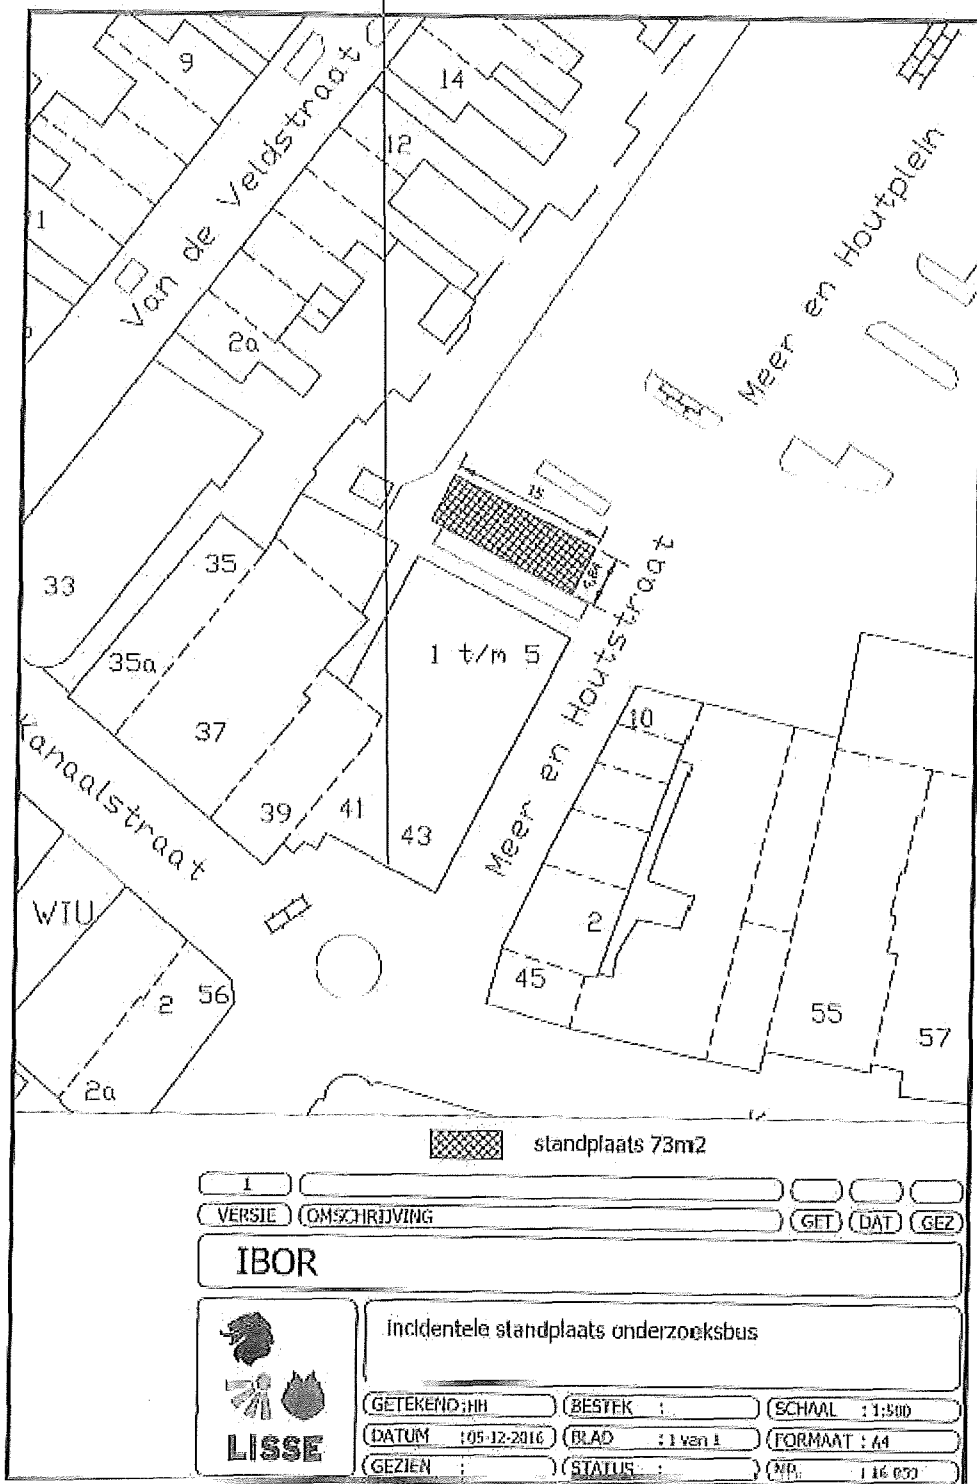 9
14
Van de Veldstraat
12
Meer en Houtplein
2a
15
33
35
35a
1 t/m 5
Meer en Houtstraat
10
37
Kanaalstraat
39
41
43
WIU
2
45
2
56
55
57
2a
standplaats 73m2
1
VERSIE OMSCHRIJVING GET DAT GEZ
IBOR
incidentele standplaats onderzoeksbus
LISSE
GETEKEND:HH BESTEK : SCHAAL :1:500
DATUM :05-12-2016 BLAD :1 van 1 FORMAAT : A4
GEZIEN : STATUS : NR: